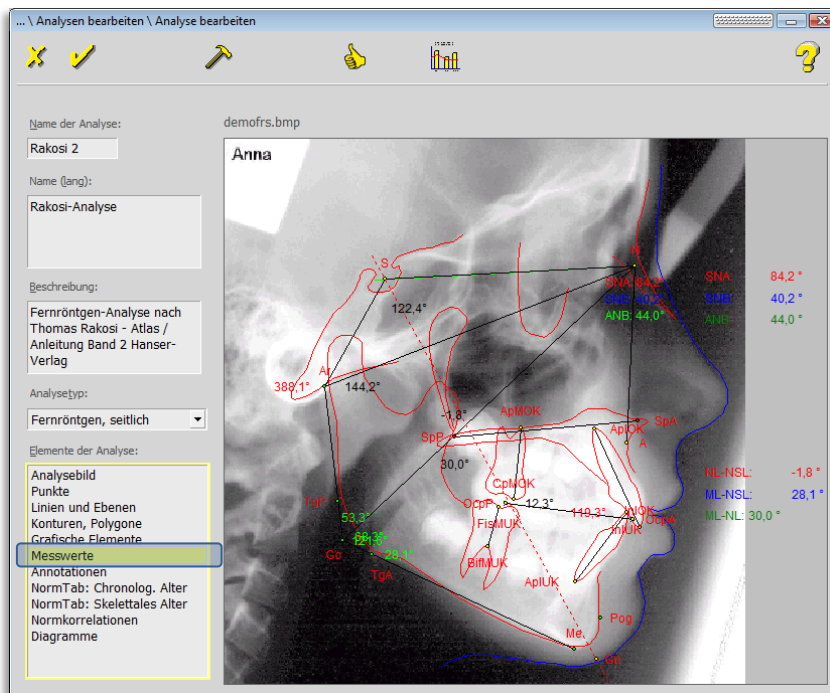 ... \ Analysen bearbeiten \ Analyse bearbeiten
Name der Analyse:
Rakosi 2
Name (lang):
Rakosi-Analyse
Beschreibung:
Fernröntgen-Analyse nach
Thomas Rakosi - Atlas /
Anleitung Band 2 Hanser-
Verlag
Analysetyp:
Fernröntgen, seitlich
Elemente der Analyse:
Analysebild
Punkte
Linien und Ebenen
Konturen, Polygone
Grafische Elemente
Messwerte
Annotationen
NormTab: Chronolog. Alter
NormTab: Skelettales Alter
Normkorrelationen
Diagramme
demofrs.bmp
Anna
N
S
SNA: 84,2°
SNB: 40,2°
ANB: 44,0°
SNA: 84,2 °
SNB: 40,2 °
ANB: 44,0 °
122,4°
Ar
388,1°
144,2°
-1,8°
ApMOK
SpA
SpP
ApIOK
A
30,0°
NL-NSL: -1,8 °
ML-NSL: 28,1 °
ML-NL: 30,0 °
CpMOK
TgP
OcpP
12,3°
InIOK
OcpA
53,3°
FisMUK
InIUK
Go
28,1°
BifMUK
TgA
ApIUK
Pog
Me
Gn